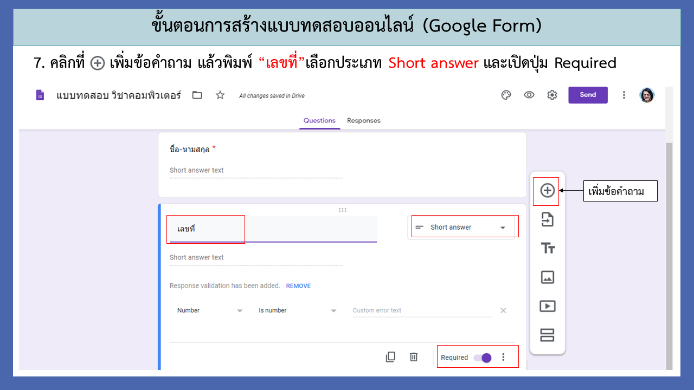 ขั้นตอนการสร้างแบบทดสอบออนไลน์ (Google Form)
7. คลิกที่ เพิ่มข้อคำถาม แล้วพิมพ์ “เลขที่”เลือกประเภท Short answer และเปิดปุ่ม Required
แบบทดสอบ วิชาคอมพิวเตอร์ All changes saved in Drive Send
Questions Responses
ชื่อ-นามสกุล *
Short answer text
เพิ่มข้อคำถาม
เลขที่ Short answer
Short answer text
Response validation has been added. REMOVE
Number Is number Custom error text
Required